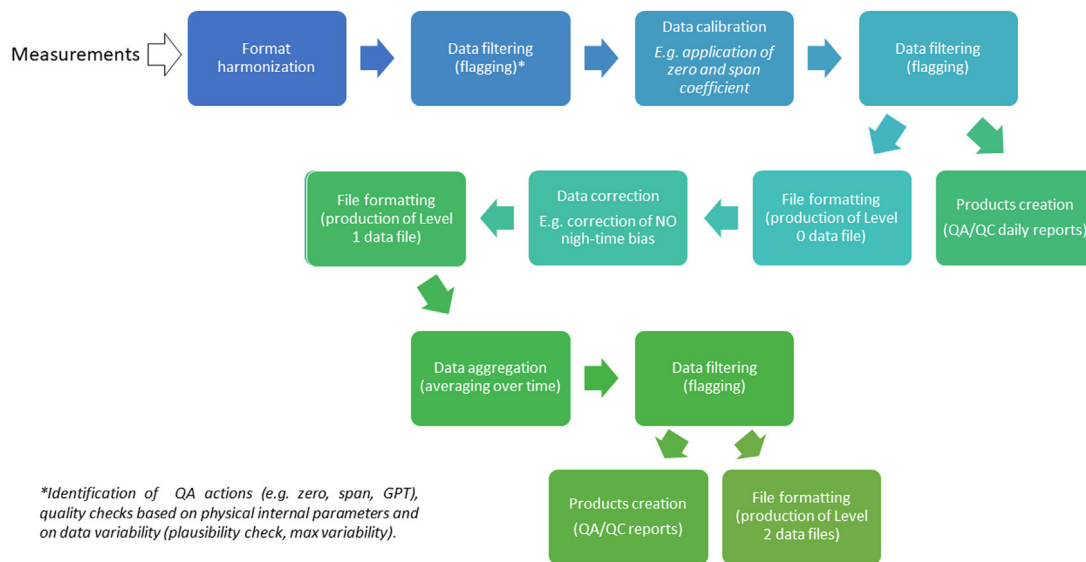 Measurements
Format
harmonization
Data filtering
(flagging)*
Data calibration
E.g. application of
zero and span
coefficient
Data filtering
(flagging)
File formatting
(production of Level
1 data file)
Data correction
E.g. correction of NO
nigh-time bias
File formatting
(production of Level
0 data file)
Products creation
(QA/QC daily reports)
Data aggregation
(averaging over time)
Data filtering
(flagging)
*Identification of QA actions (e.g. zero, span, GPT),
quality checks based on physical internal parameters and
on data variability (plausibility check, max variability).
Products creation
(QA/QC reports)
File formatting
(production of Level
2 data files)